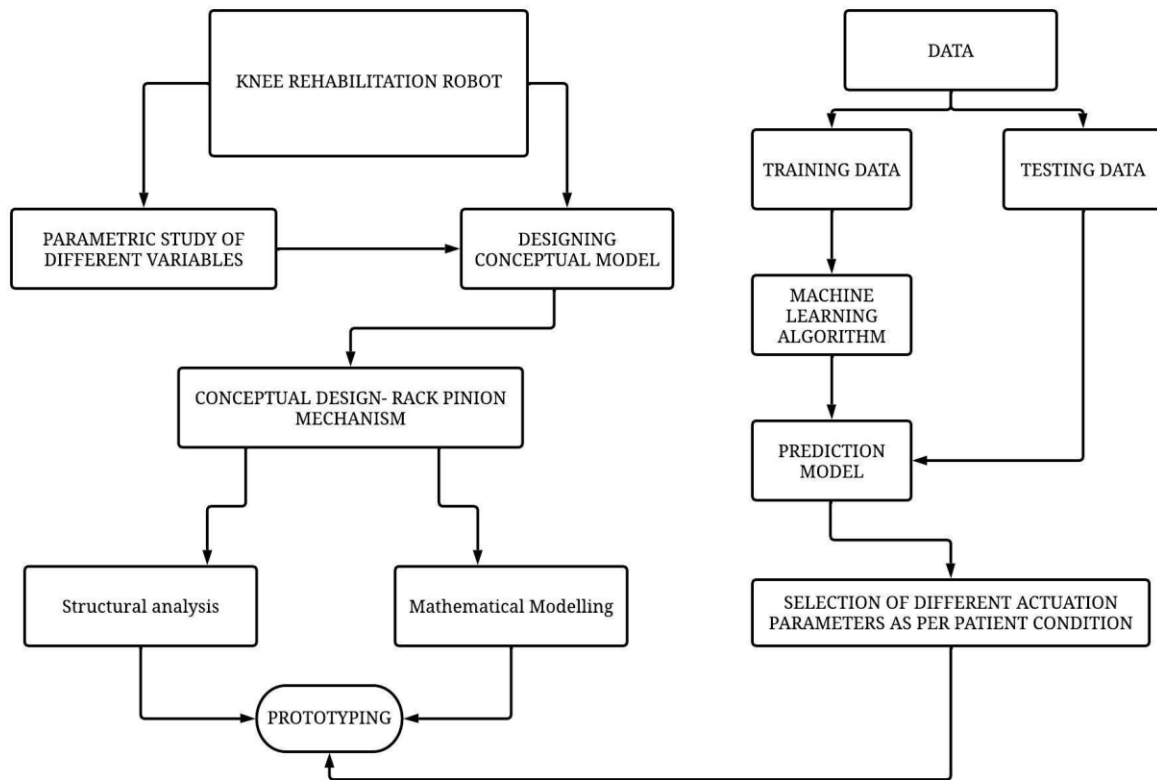 KNEE REHABILITATION ROBOT
PARAMETRIC STUDY OF
DIFFERENT VARIABLES
DESIGNING
CONCEPTUAL MODEL
CONCEPTUAL DESIGN- RACK PINION
MECHANISM
Structural analysis
Mathematical Modelling
PROTOTYPING
DATA
TRAINING DATA
TESTING DATA
MACHINE
LEARNING
ALGORITHM
PREDICTION
MODEL
SELECTION OF DIFFERENT ACTUATION
PARAMETERS AS PER PATIENT CONDITION